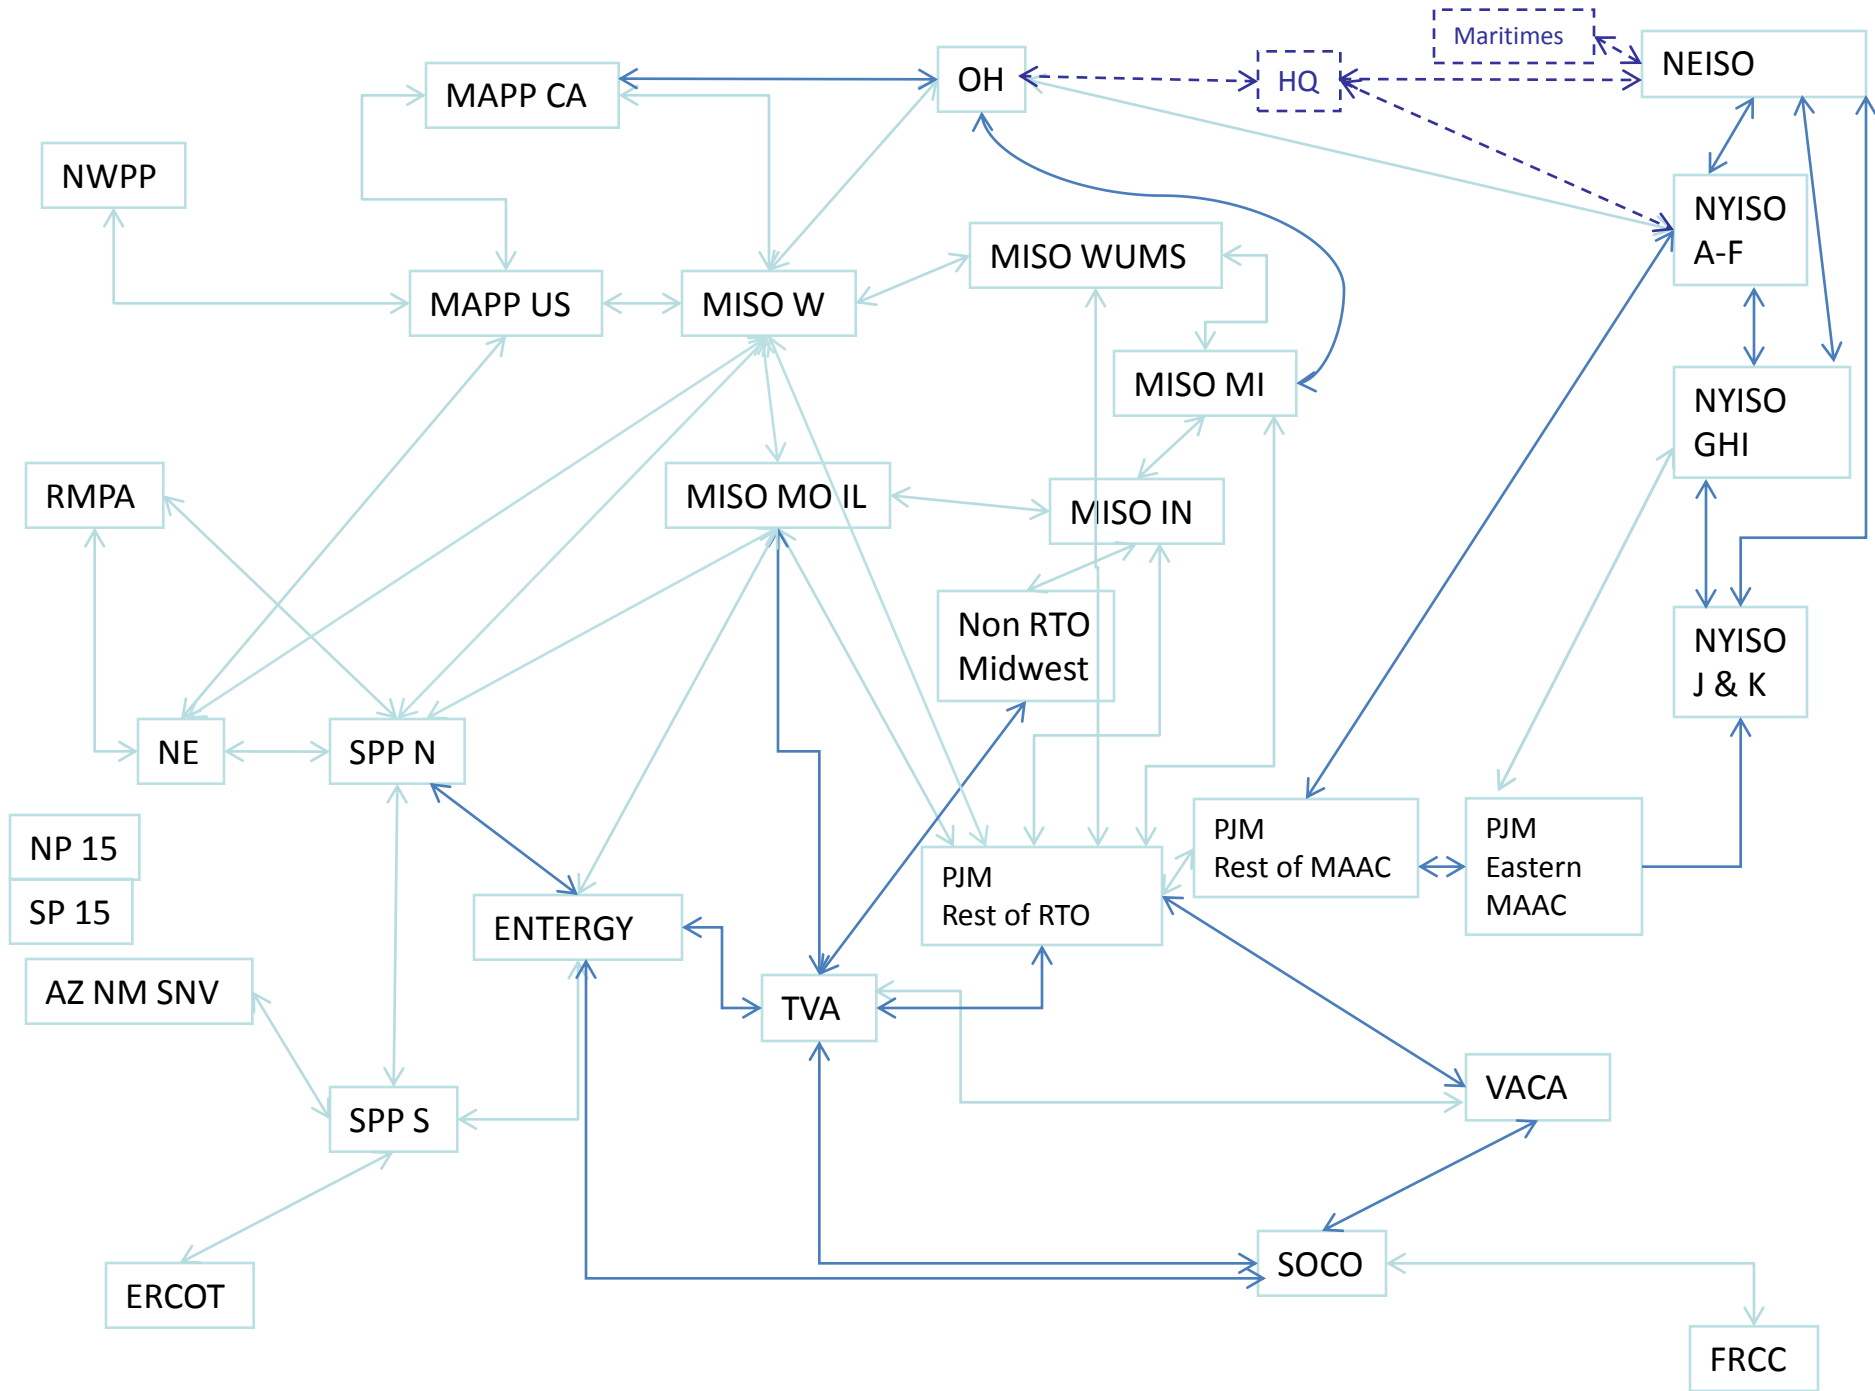 Maritimes
NEISO
OH
HQ
MAPP CA
NWPP
NYISO
A-F
MISO WUMS
MAPP US
MISO W
MISO MI
NYISO
GHI
RMPA
MISO MO IL
MISO IN
Non RTO
Midwest
NYISO
J & K
NE
SPP N
NP 15
PJM
Rest of MAAC
PJM
Eastern
MAAC
PJM
Rest of RTO
SP 15
ENTERGY
AZ NM SNV
TVA
VACA
SPP S
SOCO
ERCOT
FRCC